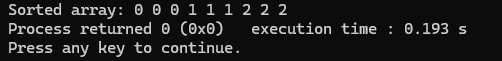 Sorted array: 0 0 0 1 1 1 2 2 2
Process returned 0 (0x0)   execution time : 0.193 s
Press any key to continue.